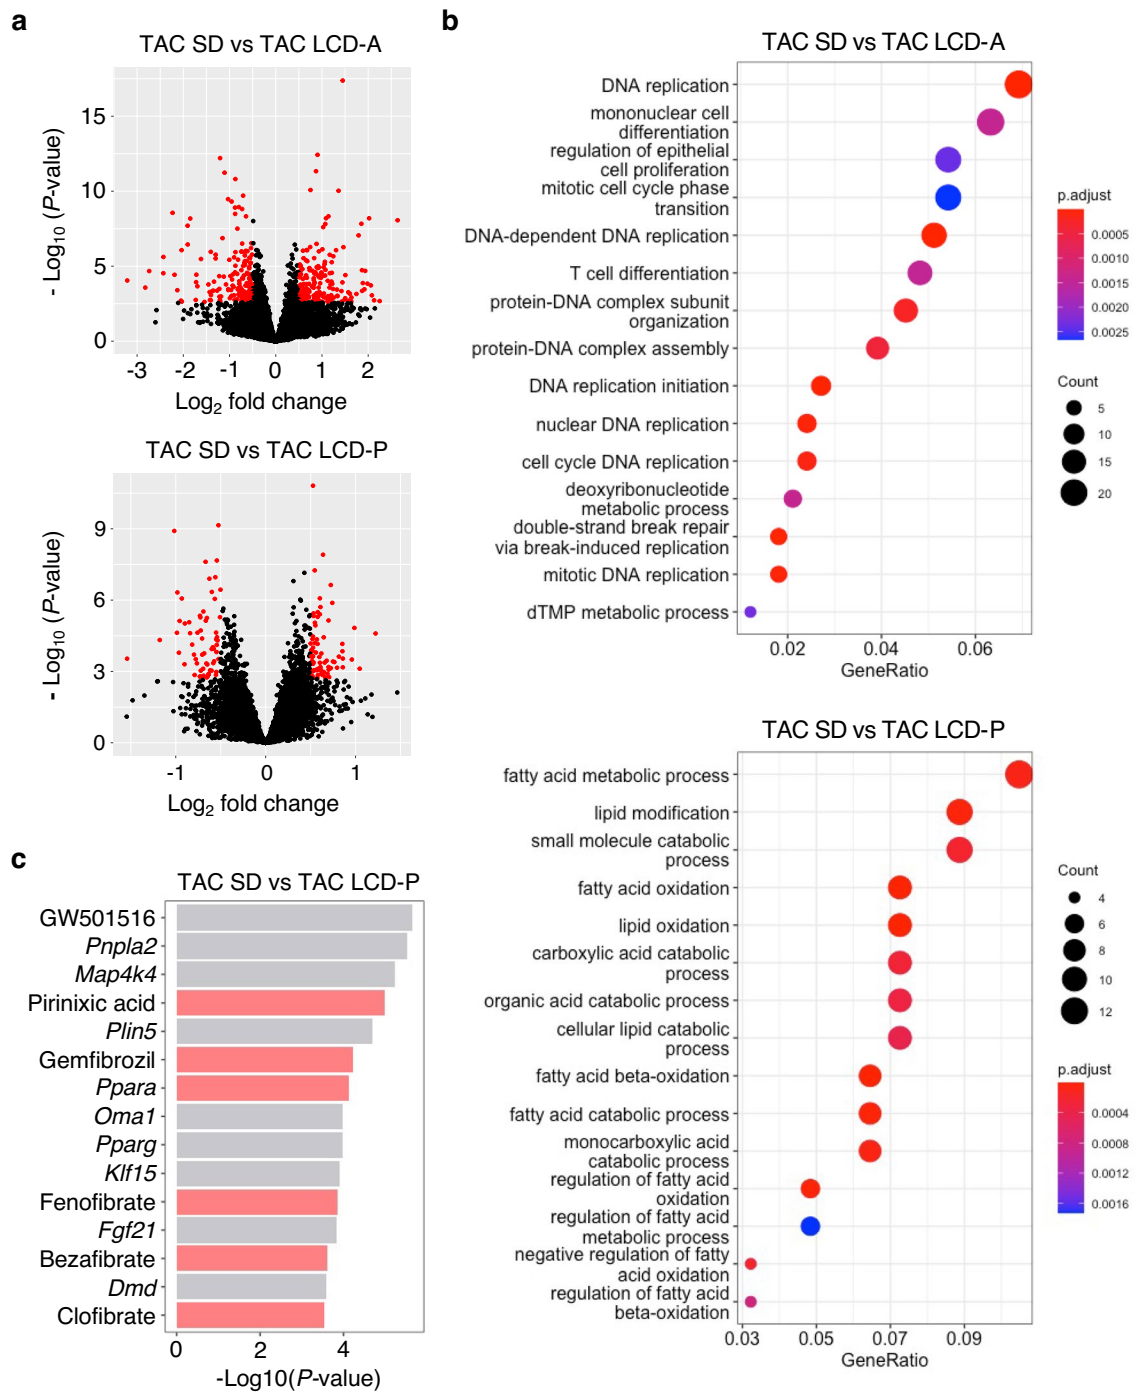 a
TAC SD vs TAC LCD-A
- Log10 (P-value)
15
10
5
0
-3 -2 -1 0 1 2
Log2 fold change
TAC SD vs TAC LCD-P
- Log10 (P-value)
9
6
3
0
-1 0 1
Log2 fold change
b
TAC SD vs TAC LCD-A
DNA replication
mononuclear cell
differentiation
regulation of epithelial
cell proliferation
mitotic cell cycle phase
transition
DNA-dependent DNA replication
T cell differentiation
protein-DNA complex subunit
organization
protein-DNA complex assembly
DNA replication initiation
nuclear DNA replication
cell cycle DNA replication
deoxyribonucleotide
metabolic process
double-strand break repair
via break-induced replication
mitotic DNA replication
dTMP metabolic process
0.02 0.04 0.06
GeneRatio
p.adjust
0.0005
0.0010
0.0015
0.0020
0.0025
Count
5
10
15
20
TAC SD vs TAC LCD-P
fatty acid metabolic process
lipid modification
small molecule catabolic
process
fatty acid oxidation
lipid oxidation
carboxylic acid catabolic
process
organic acid catabolic process
cellular lipid catabolic
process
fatty acid beta-oxidation
fatty acid catabolic process
monocarboxylic acid
catabolic process
regulation of fatty acid
oxidation
regulation of fatty acid
metabolic process
negative regulation of fatty
acid oxidation
regulation of fatty acid
beta-oxidation
0.03 0.05 0.07 0.09
GeneRatio
Count
4
6
8
10
12
p.adjust
0.0004
0.0008
0.0012
0.0016
c
TAC SD vs TAC LCD-P
GW501516
Pnpla2
Map4k4
Pirinixic acid
Plin5
Gemfibrozil
Ppara
Oma1
Pparg
Klf15
Fenofibrate
Fgf21
Bezafibrate
Dmd
Clofibrate
0 2 4
-Log10(P-value)